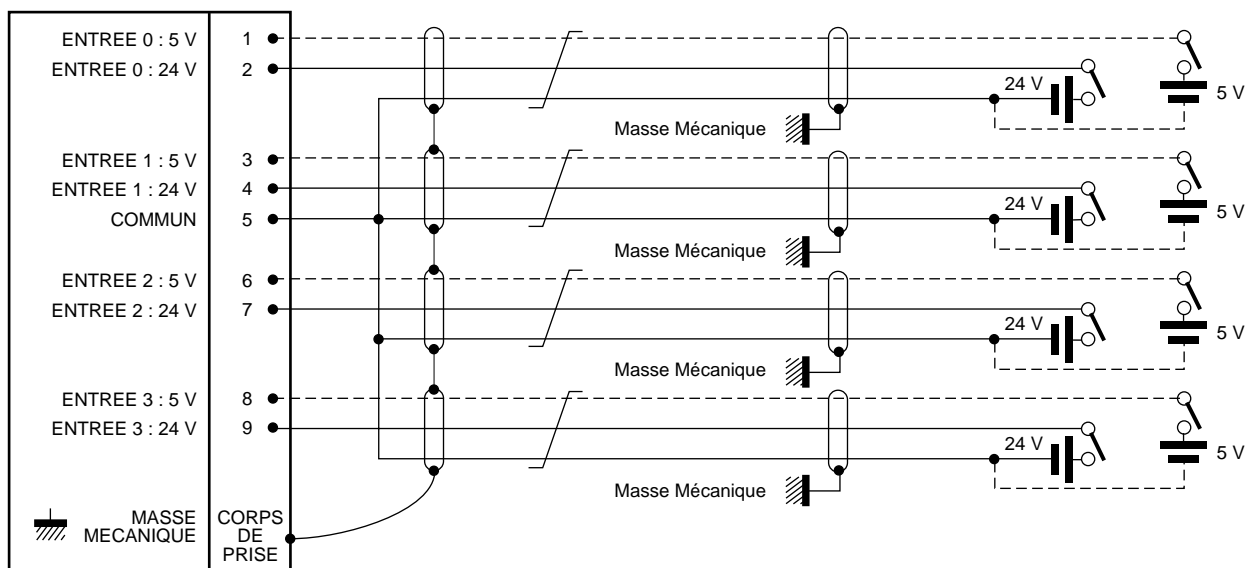 ENTREE 0 : 5 V 1
ENTREE 0 : 24 V 2
24 V
5 V
Masse Mécanique
ENTREE 1 : 5 V 3
ENTREE 1 : 24 V 4
24 V
COMMUN 5
5 V
Masse Mécanique
ENTREE 2 : 5 V 6
ENTREE 2 : 24 V 7
24 V
5 V
Masse Mécanique
ENTREE 3 : 5 V 8
ENTREE 3 : 24 V 9
24 V
5 V
Masse Mécanique
MASSE
MECANIQUE
CORPS
DE
PRISE